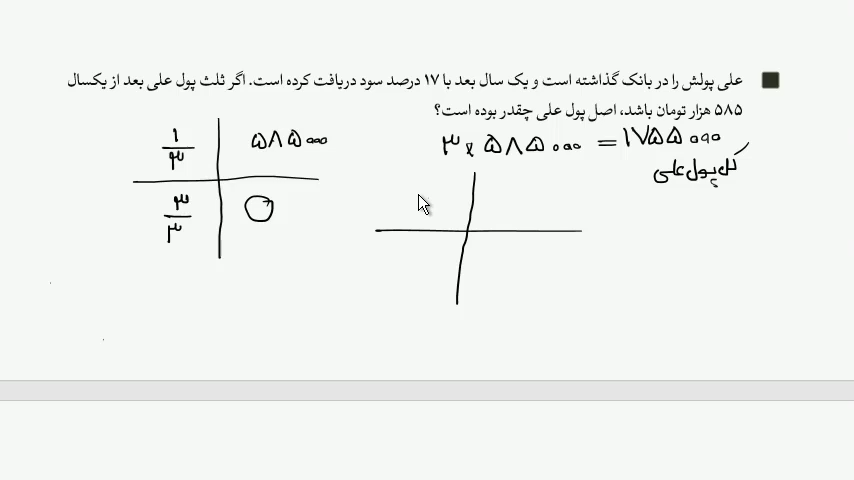 علی پولش را در بانک گذاشته است و یک سال بعد با ۱۷ درصد سود دریافت کرده است. اگر ثلث پول علی بعد از یکسال
۵۸۵ هزار تومان باشد، اصل پول علی چقدر بوده است؟
۳ × ۵۸۵۰۰۰ = ۱۷۵۵۰۰۰
کل پول علی
۱/۳ ۵۸۵۰۰۰
۳/۳